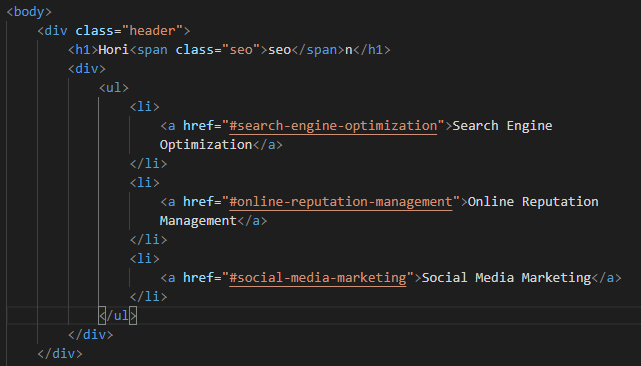 <body>
<div class="header">
<h1>Hori<span class="seo">seo</span>n</h1>
<div>
<ul>
<li>
<a href="#search-engine-optimization">Search Engine
Optimization</a>
</li>
<li>
<a href="#online-reputation-management">Online Reputation
Management</a>
</li>
<li>
<a href="#social-media-marketing">Social Media Marketing</a>
</li>
</ul>
</div>
</div>